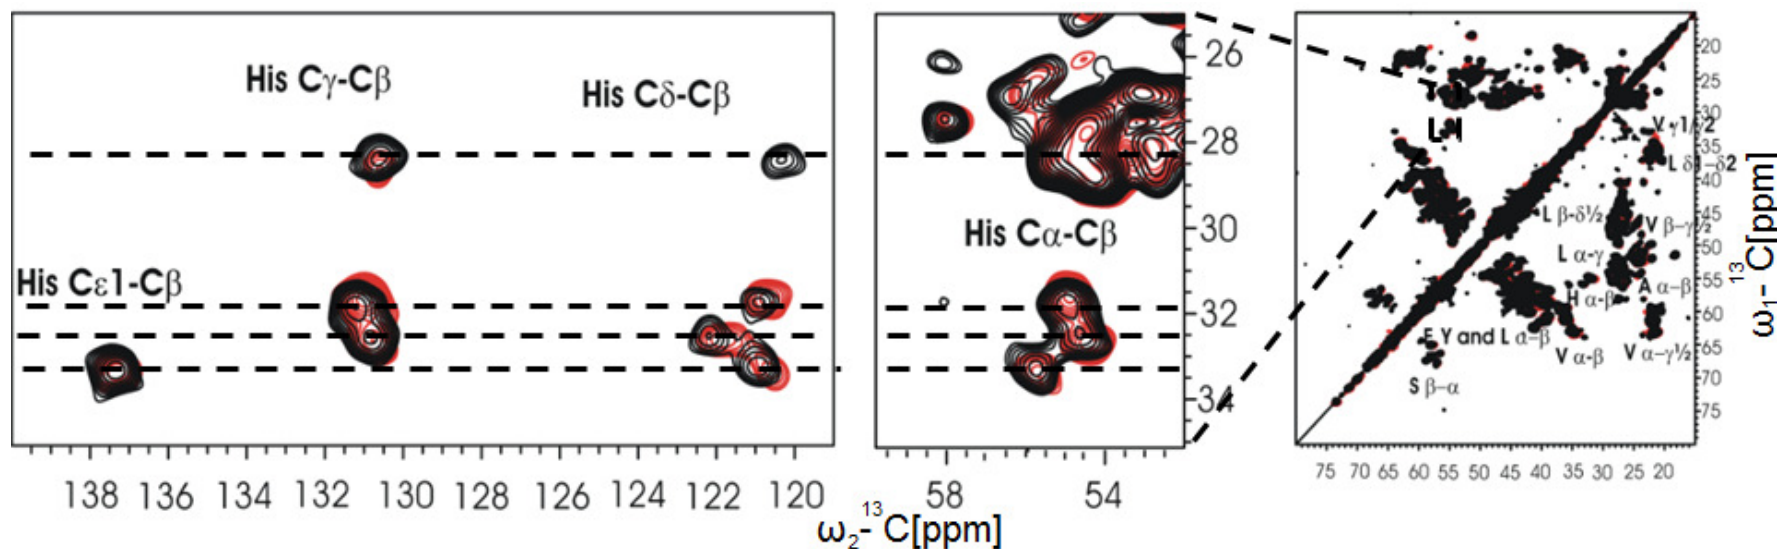 His Cγ-Cβ
His Cδ-Cβ
His Cε1-Cβ
138 136 134 132 130 128 126 124 122 120
His Cα-Cβ
26
28
30
32
34
58 54
ω₂-¹³C[ppm]
V γ1/γ2
L δ1-δ2
L β-δ½
V β-γ½
L α-γ
H α-β
A α-β
F Y and L α-β
V α-β
V α-γ½
S β-α
20
25
30
35
40
45
50
55
60
65
70
75
75 70 65 60 55 50 45 40 35 30 25 20
ω₁-¹³C[ppm]